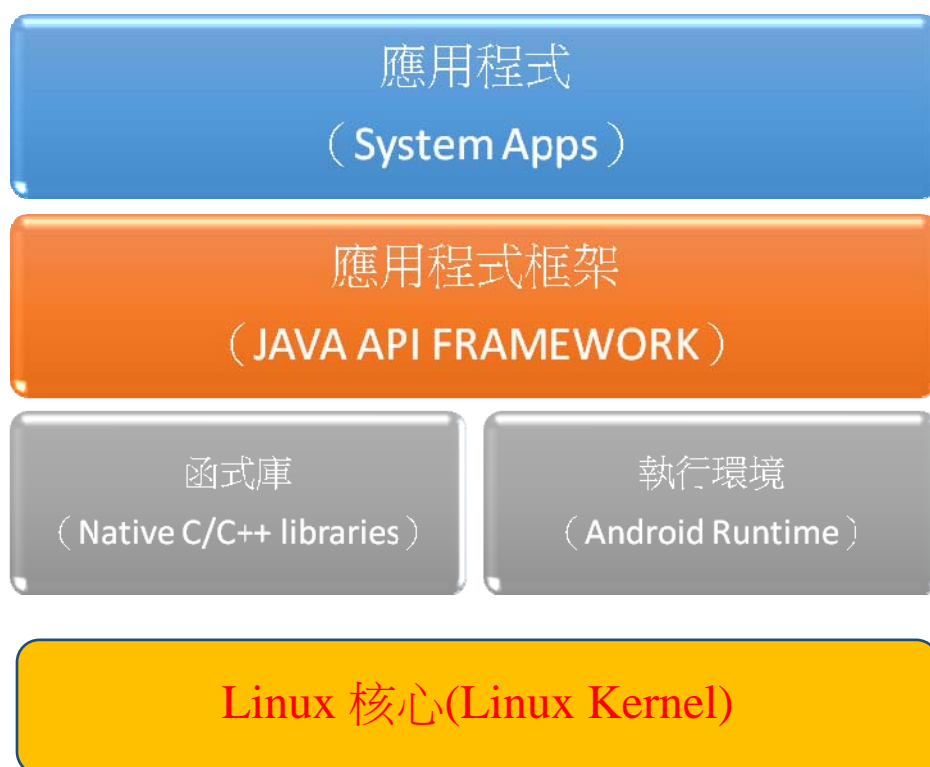 應用程式
（System Apps）
應用程式框架
（JAVA API FRAMEWORK）
函式庫
（Native C/C++ libraries）
執行環境
（Android Runtime）
Linux 核心(Linux Kernel)